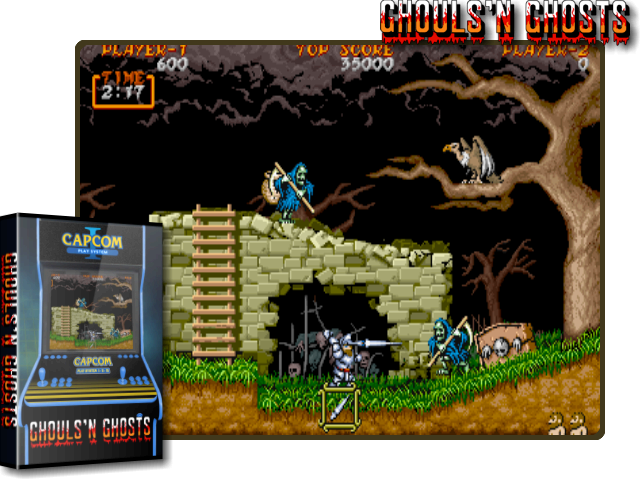 GHOULS'N GHOSTS
PLAYER-1 TOP SCORE PLAYER-2
600 35000 0
TIME
2:17
CAPCOM
PLAY SYSTEM
I
CAPCOM
GHOULS'N GHOSTS
GHOULS'N GHOSTS